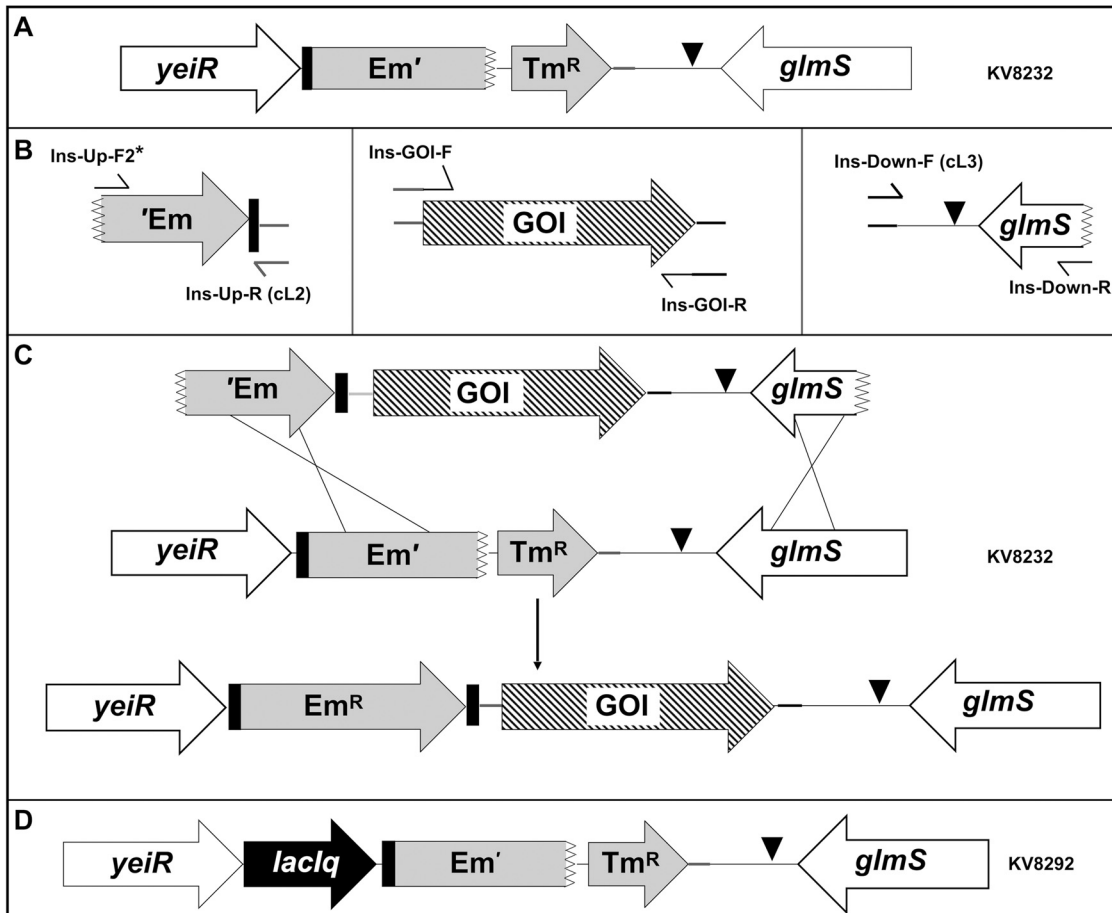 A
yeiR Em′ TmR glmS KV8232
B
Ins-Up-F2*
′Em
Ins-Up-R (cL2)
Ins-GOI-F
GOI
Ins-GOI-R
Ins-Down-F (cL3)
glmS
Ins-Down-R
C
′Em GOI glmS
yeiR Em′ TmR glmS KV8232
yeiR EmR GOI glmS
D
yeiR lacIq Em′ TmR glmS KV8292